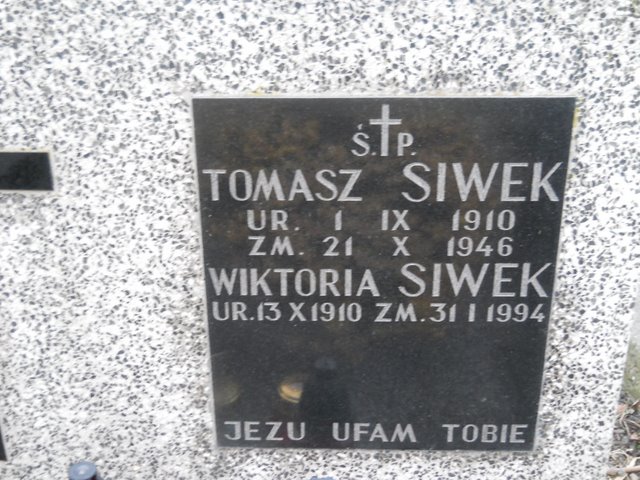 Ś. P.
TOMASZ SIWEK
UR. 1 IX 1910
ZM. 21 X 1946
WIKTORIA SIWEK
UR.13 X 1910 ZM.31 I 1994
JEZU UFAM TOBIE